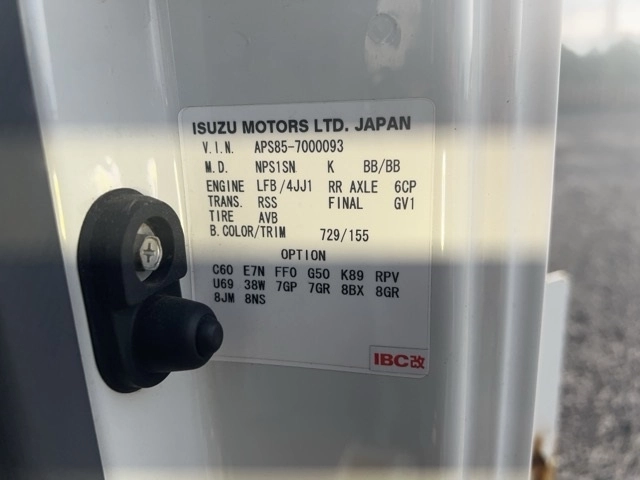 ISUZU MOTORS LTD. JAPAN
V.I.N. APS85-7000093
M.D. NPS1SN K BB/BB
ENGINE LFB/4JJ1 RR AXLE 6CP
TRANS. RSS FINAL GV1
TIRE AVB
B.COLOR/TRIM 729/155
OPTION
C60 E7N FF0 G50 K89 RPV
U69 38W 7GP 7GR 8BX 8GR
8JM 8NS
IBC改